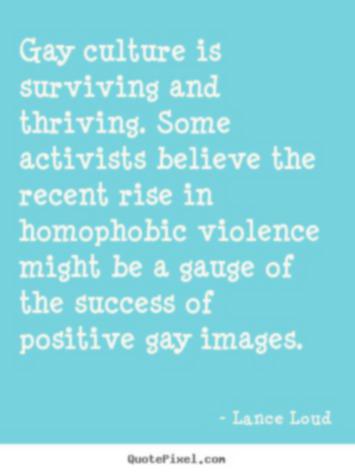 Gay culture is
surviving and
thriving. Some
activists believe the
recent rise in
homophobic violence
might be a gauge of
the success of
positive gay images.
- Lance Loud
QuotePixel.com